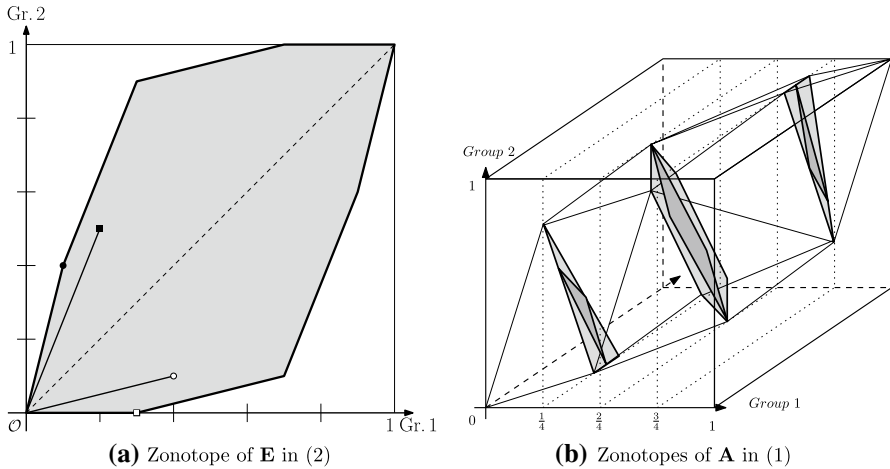 Gr. 2
1
𝒪
1 Gr. 1
(a) Zonotope of E in (2)
Group 2
1
0
1/4
2/4
3/4
1
Group 1
(b) Zonotopes of A in (1)